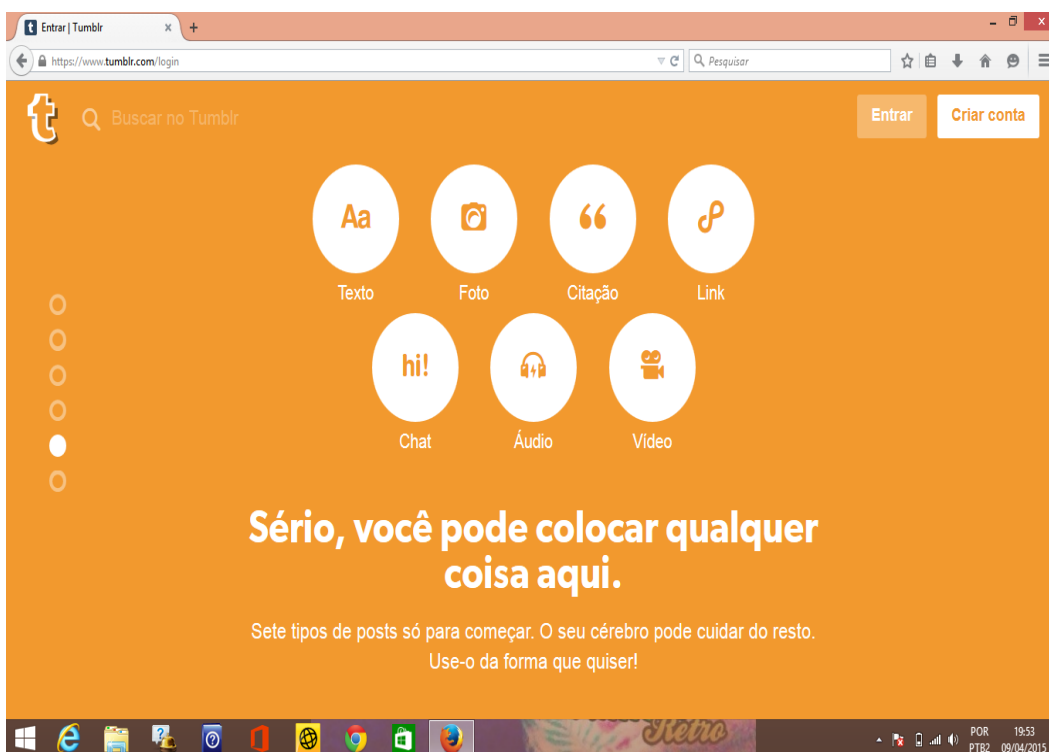 Entrar | Tumblr
https://www.tumblr.com/login
Pesquisar
t
Buscar no Tumblr
Entrar
Criar conta
Aa
Texto
Foto
Citação
Link
hi!
Chat
Áudio
Vídeo
Sério, você pode colocar qualquer
coisa aqui.
Sete tipos de posts só para começar. O seu cérebro pode cuidar do resto.
Use-o da forma que quiser!
Retro
POR
19:53
PTB2
09/04/2015